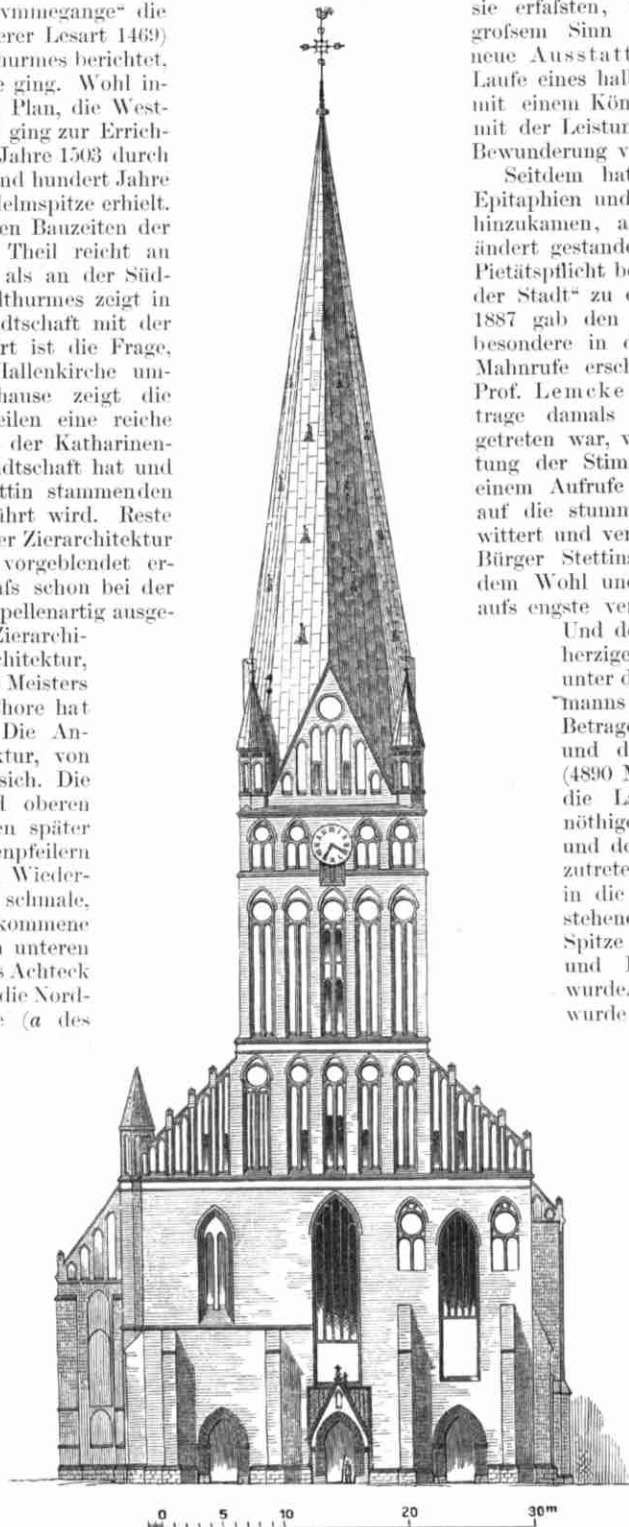 ymmegange“ die
erer Lesart 1469)
hurmes berichtet,
e ging. Wohl in-
Plan, die West-
ging zur Errich-
Jahre 1503 durch
nd hundert Jahre
elmspitze erhielt.
en Bauzeiten der
Theil reicht an
als an der Süd-
lthurmes zeigt in
dtschaft mit der
rt ist die Frage,
Hallenkirche um-
hause zeigt die
eilen eine reiche
der Katharinen-
dtschaft hat und
ttin stammenden
ührt wird. Reste
er Zierarchitektur
vorgeblendet er-
afs schon bei der
pellenartig ausge-
Zierarchi-
chitektur,
Meisters
hore hat
Die An-
ktur, von
sich. Die
d oberen
en später
enpfeilern
Wieder-
schmale,
kommene
n unteren
s Achteck
die Nord-
e (a des
sie erfafsten,
grofsem Sinn
neue Ausstatt
Laufe eines hal
mit einem Kön
mit der Leistun
Bewunderung v
Seitdem hat
Epitaphien und
hinzukamen, a
ändert gestande
Pietätspflicht be
der Stadt“ zu e
1887 gab den
besondere in d
Mahnrufe ersch
Prof. Lemcke
trage damals
getreten war, v
tung der Stim
einem Aufrufe
auf die stumm
wittert und ver
Bürger Stettins
dem Wohl und
aufs engste ver
Und de
herzige
unter d
manns
Betrage
und d
(4890 M
die La
nöthige
und de
zutrete
in die
stehene
Spitze
und
wurde.
wurde
0 5 10 20 30m